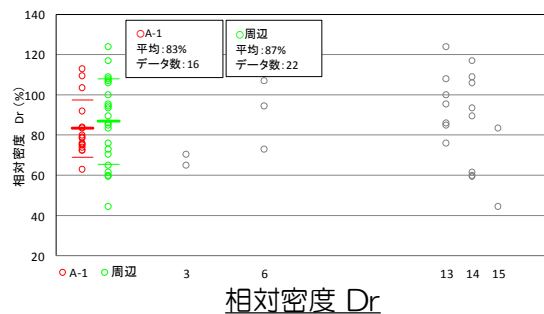 140
120
100
80
60
40
20
相対密度 Dr (%)
A-1
平均:83%
データ数:16
周辺
平均:87%
データ数:22
A-1 周辺 3 6 13 14 15
相対密度 Dr